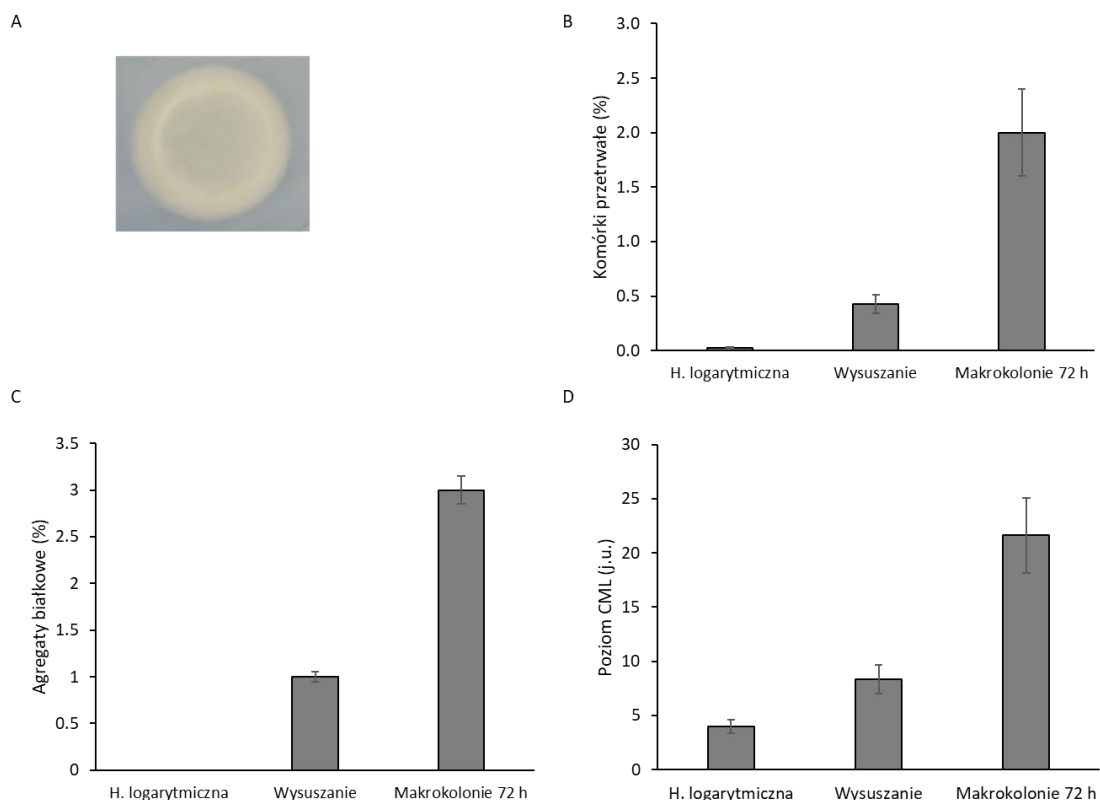 A
B
Komórki przetrwałe (%)
3.0
2.5
2.0
1.5
1.0
0.5
0.0
H. logarytmiczna Wysuszanie Makrokolonie 72 h
C
Agregaty białkowe (%)
3.5
3
2.5
2
1.5
1
0.5
0
H. logarytmiczna Wysuszanie Makrokolonie 72 h
D
Poziom CML (j.u.)
30
25
20
15
10
5
0
H. logarytmiczna Wysuszanie Makrokolonie 72 h